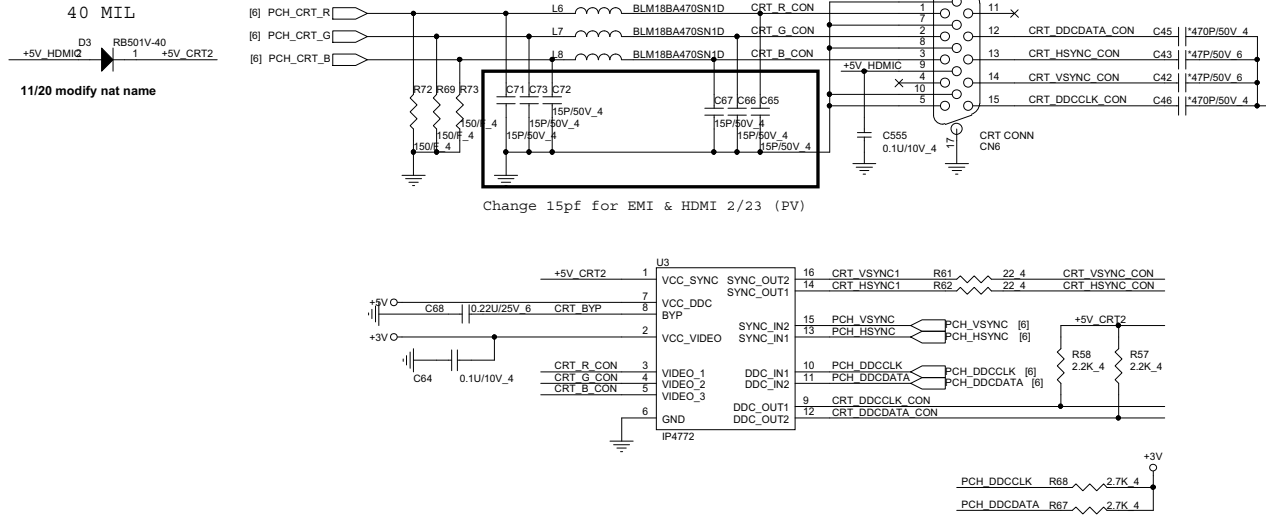 40 MIL
D3 RB501V-40
+5V_HDMIC 2 1 +5V_CRT2
11/20 modify nat name
[6] PCH_CRT_R L6 BLM18BA470SN1D CRT_R_CON
[6] PCH_CRT_G L7 BLM18BA470SN1D CRT_G_CON
[6] PCH_CRT_B L8 BLM18BA470SN1D CRT_B_CON
R72 R69 R73
150/F_4
150/F_4
150/F_4
C71 C73 C72
15P/50V_4
15P/50V_4
15P/50V_4
C67 C66 C65
15P/50V_4
15P/50V_4
15P/50V_4
+5V_HDMIC
C555
0.1U/10V_4
1
7
2
8
3
9
4
10
5
11
12 CRT_DDCDATA_CON C45 *470P/50V_4
13 CRT_HSYNC_CON C43 *47P/50V_6
14 CRT_VSYNC_CON C42 *47P/50V_6
15 CRT_DDCCLK_CON C46 *470P/50V_4
17
CRT CONN
CN6
Change 15pf for EMI & HDMI 2/23 (PV)
U3
+5V_CRT2 1 VCC_SYNC
+5V 7 VCC_DDC
C68 0.22U/25V_6 CRT_BYP 8 BYP
+3V 2 VCC_VIDEO
C64 0.1U/10V_4
CRT_R_CON 3 VIDEO_1
CRT_G_CON 4 VIDEO_2
CRT_B_CON 5 VIDEO_3
6 GND
IP4772
SYNC_OUT2 16 CRT_VSYNC1 R61 22_4 CRT_VSYNC_CON
SYNC_OUT1 14 CRT_HSYNC1 R62 22_4 CRT_HSYNC_CON
SYNC_IN2 15 PCH_VSYNC PCH_VSYNC [6]
SYNC_IN1 13 PCH_HSYNC PCH_HSYNC [6]
DDC_IN1 10 PCH_DDCCLK PCH_DDCCLK [6]
DDC_IN2 11 PCH_DDCDATA PCH_DDCDATA [6]
DDC_OUT1 9 CRT_DDCCLK_CON
DDC_OUT2 12 CRT_DDCDATA_CON
+5V_CRT2
R58
2.2K_4
R57
2.2K_4
+3V
PCH_DDCCLK R68 2.7K_4
PCH_DDCDATA R67 2.7K_4